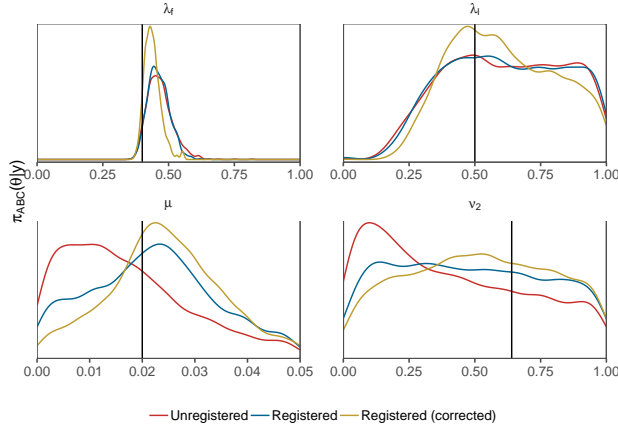 λf λi
0.00 0.25 0.50 0.75 1.00 0.00 0.25 0.50 0.75 1.00
πABC(θ|y)
μ ν2
0.00 0.01 0.02 0.03 0.04 0.05 0.00 0.25 0.50 0.75 1.00
Unregistered Registered Registered (corrected)